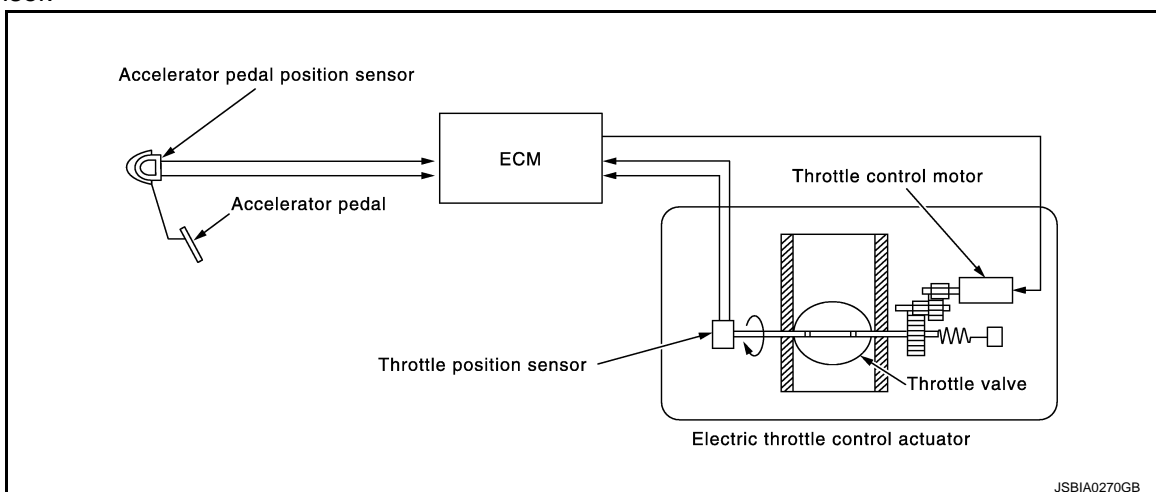 Accelerator pedal position sensor
ECM
Throttle control motor
Accelerator pedal
Throttle position sensor
Throttle valve
Electric throttle control actuator
JSBIA0270GB